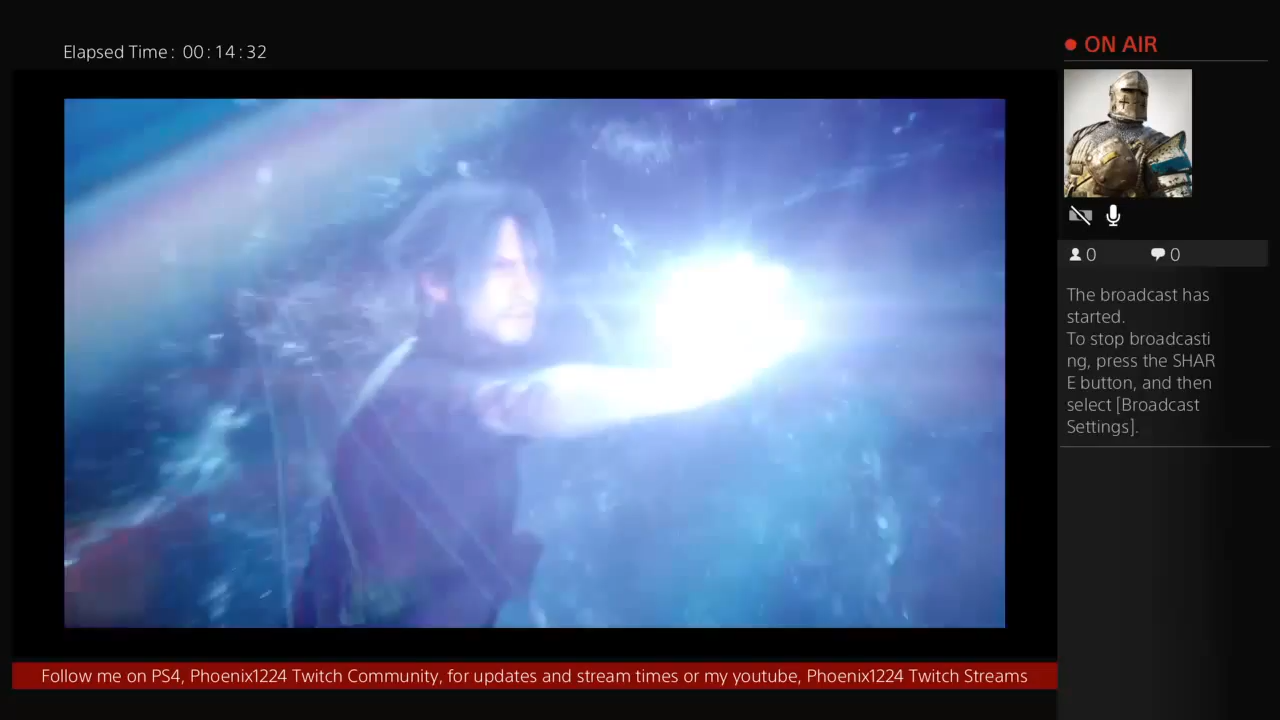 Elapsed Time: 00:14:32
ON AIR
0 0
The broadcast has
started.
To stop broadcasti
ng, press the SHAR
E button, and then
select [Broadcast
Settings].
Follow me on PS4, Phoenix1224 Twitch Community, for updates and stream times or my youtube, Phoenix1224 Twitch Streams